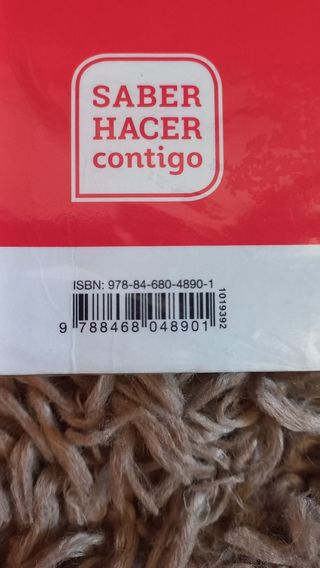 SABER
HACER
contigo
ISBN: 978-84-680-4890-1
9 788468 048901
1019392